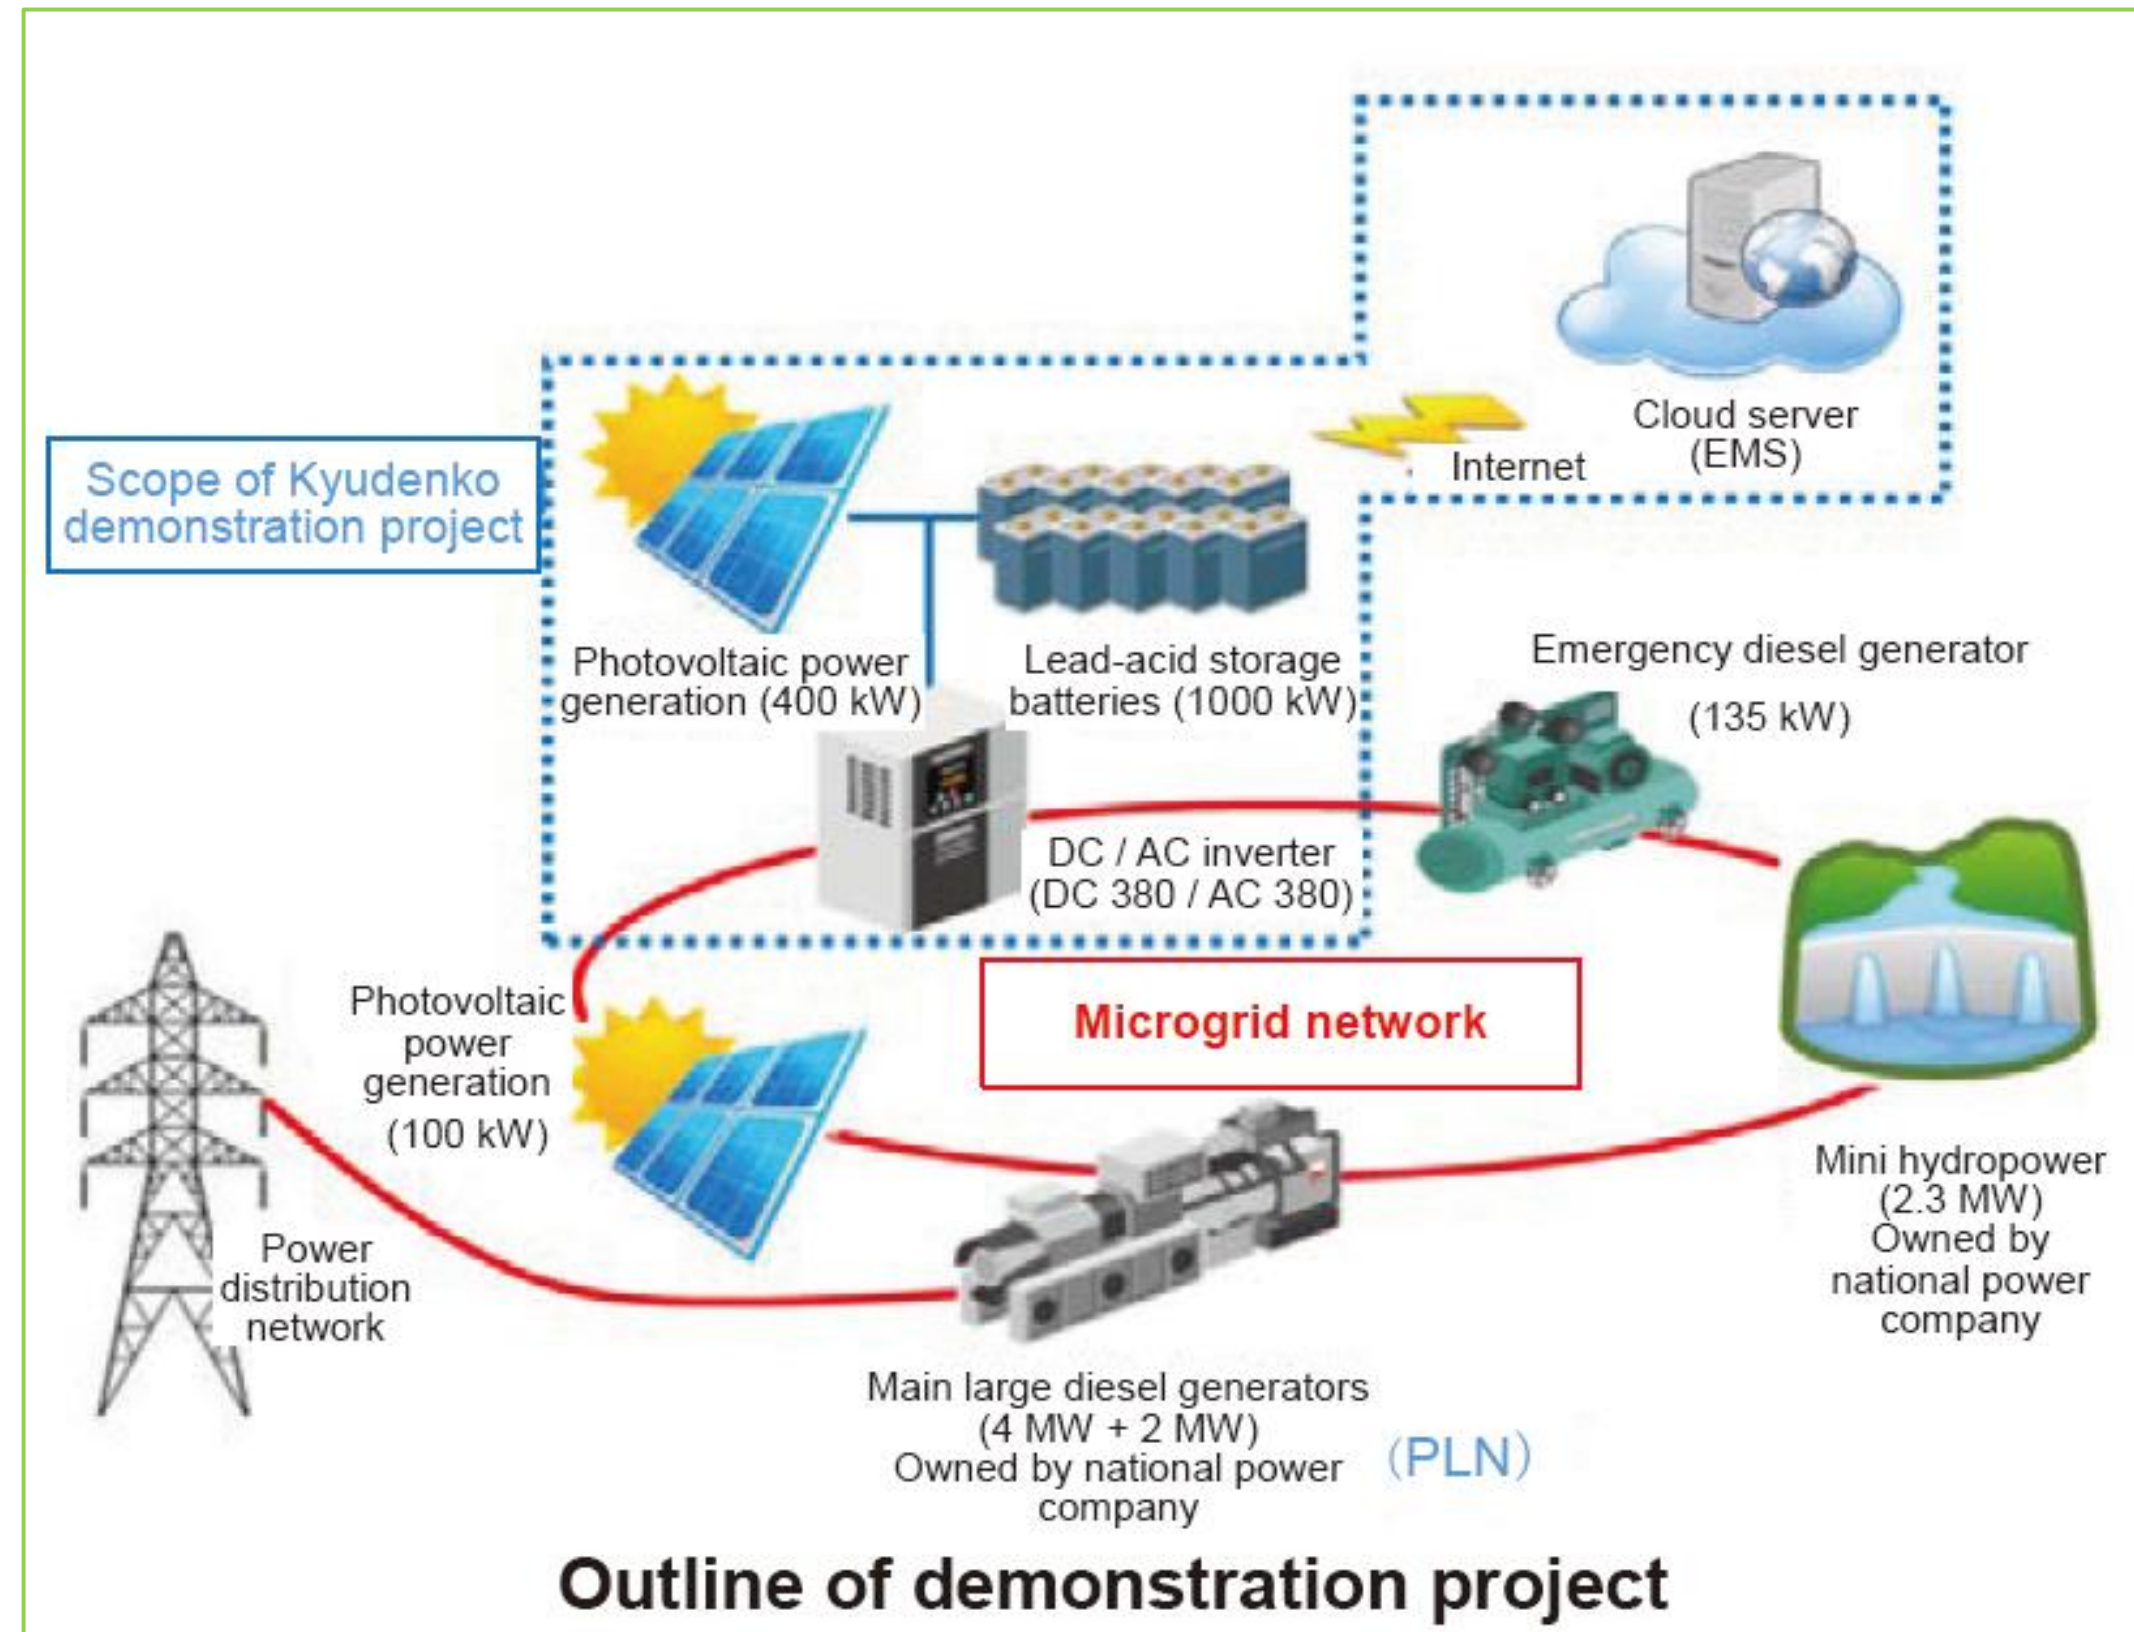 Cloud server
(EMS)
Internet
Scope of Kyudenko
demonstration project
Photovoltaic power
generation (400 kW)
Lead-acid storage
batteries (1000 kW)
Emergency diesel generator
(135 kW)
DC / AC inverter
(DC 380 / AC 380)
Microgrid network
Photovoltaic
power
generation
(100 kW)
Power
distribution
network
Mini hydropower
(2.3 MW)
Owned by
national power
company
Main large diesel generators
(4 MW + 2 MW)
Owned by national power
company
(PLN)
Outline of demonstration project